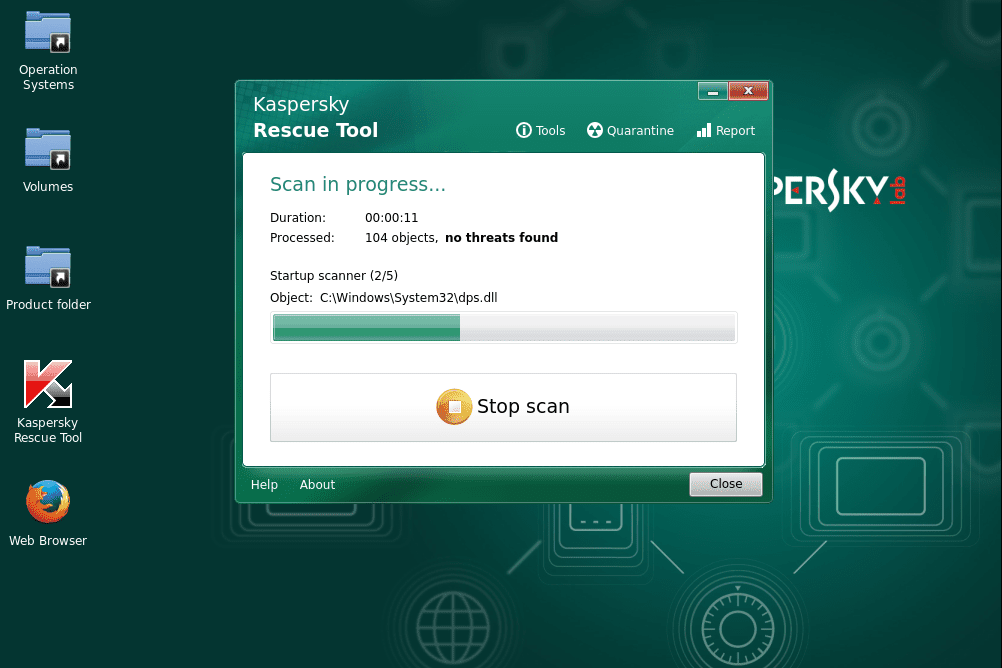 Operation
Systems
Volumes
Product folder
Kaspersky
Rescue Tool
Web Browser
Kaspersky
Rescue Tool
Tools
Quarantine
Report
Scan in progress...
Duration: 00:00:11
Processed: 104 objects, no threats found
Startup scanner (2/5)
Object: C:\Windows\System32\dps.dll
Stop scan
Help
About
Close
PERSKY